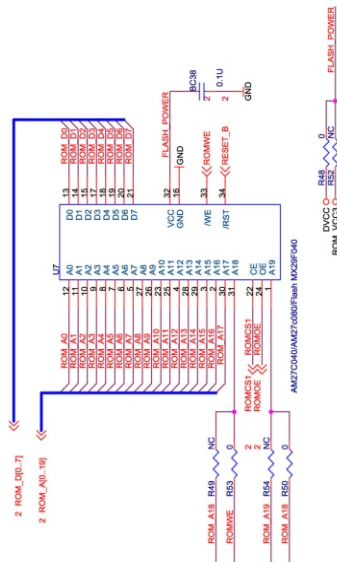 2 ROM_D[0..7]
2 ROM_A[0..19]
U7
ROM_A0 12 A0 D0 13 ROM_D0
ROM_A1 11 A1 D1 14 ROM_D1
ROM_A2 10 A2 D2 15 ROM_D2
ROM_A3 9 A3 D3 17 ROM_D3
ROM_A4 8 A4 D4 18 ROM_D4
ROM_A5 7 A5 D5 19 ROM_D5
ROM_A6 6 A6 D6 20 ROM_D6
ROM_A7 5 A7 D7 21 ROM_D7
ROM_A8 27 A8
ROM_A9 26 A9
ROM_A10 23 A10
ROM_A11 25 A11
ROM_A12 4 A12
ROM_A13 28 A13
ROM_A14 29 A14
ROM_A15 3 A15
ROM_A16 2 A16
ROM_A17 30 A17
31 A18
VCC 32 FLASH_POWER
GND 16 GND
/WE 33 ROMWE 2
/RST 34 RESET_B 2
BC38
0.1U
GND
ROM_A18 R49 NC
ROMWE R53 0
2 ROMCS1 ROMCS1 22 CE
2 ROMOE ROMOE 24 OE
1 A19
ROM_A19 R54 NC
ROM_A18 R50 0
AM27C040/AM27c080/Flash MX29F040
DVCC R48 0
ROM_VCC3 R52 NC
FLASH_POWER